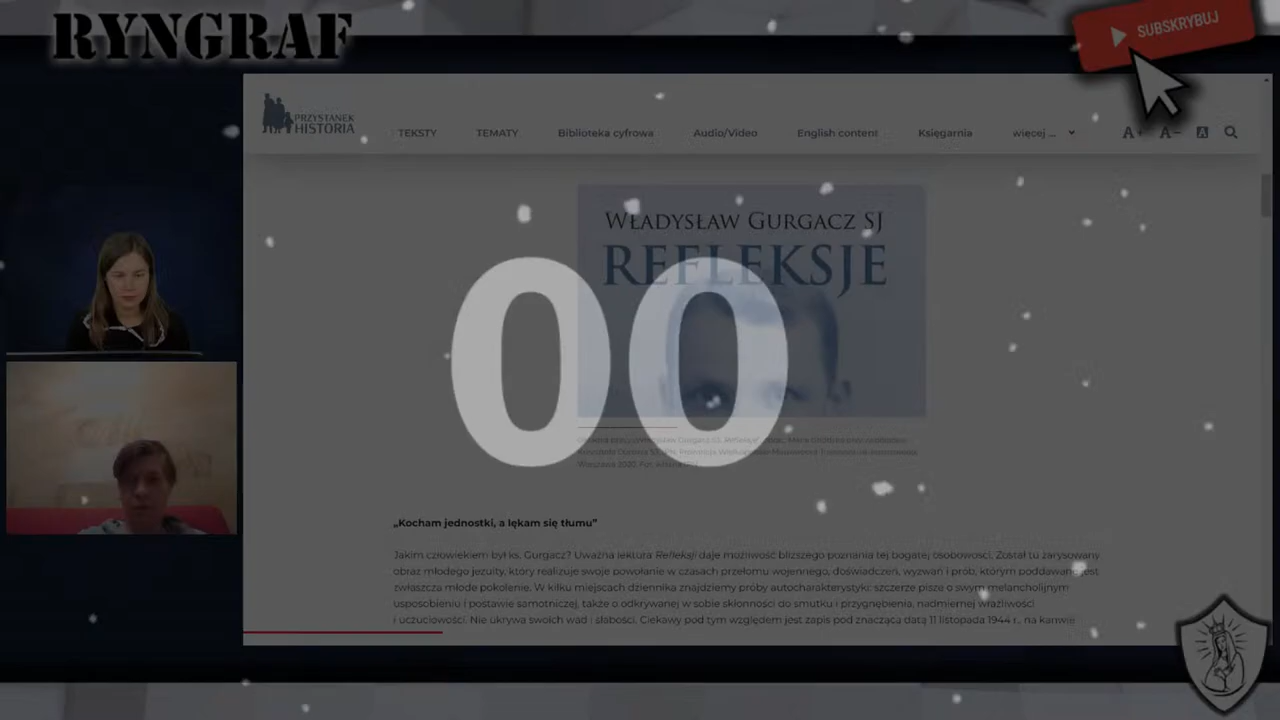 RYNGRAF
SUBSKRYBUJ
PRZYSTANEK
HISTORIA
TEKSTY
TEMATY
Biblioteka cyfrowa
Audio/Video
English content
Księgarnia
więcej ...
A+
A-
A
WŁADYSŁAW GURGACZ SJ
REFLEKSJE
00
„Kocham jednostki, a lękam się tłumu”
Jakim człowiekiem był ks. Gurgacz? Uważna lektura Refleksji daje możliwość bliższego poznania tej bogatej osobowości. Został tu zarysowany
obraz młodego jezuity, który realizuje swoje powołanie w czasach przełomu wojennego, doświadczeń, wyzwań i prób, którym poddawane jest
zwłaszcza młode pokolenie. W kilku miejscach dziennika znajdziemy próby autocharakterystyki: szczerze pisze o swym melancholijnym
usposobieniu i postawie samotniczej, także o odkrywanej w sobie skłonności do smutku i przygnębienia, nadmiernej wrażliwości
i uczuciowości. Nie ukrywa swoich wad i słabości. Ciekawy pod tym względem jest zapis pod znaczącą datą 11 listopada 1944 r., na kanwie